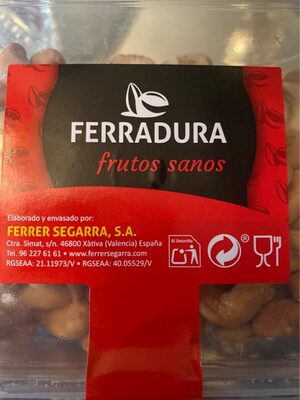 FERRADURA
frutos sanos
Elaborado y envasado por:
FERRER SEGARRA, S.A.
Ctra. Simat, s/n. 46800 Xàtiva (Valencia) España
Tel. 96 227 61 61 • www.ferrersegarra.com
RGSEAA: 21.11973/V • RGSEAA: 40.05529/V
Al Amarillo
®